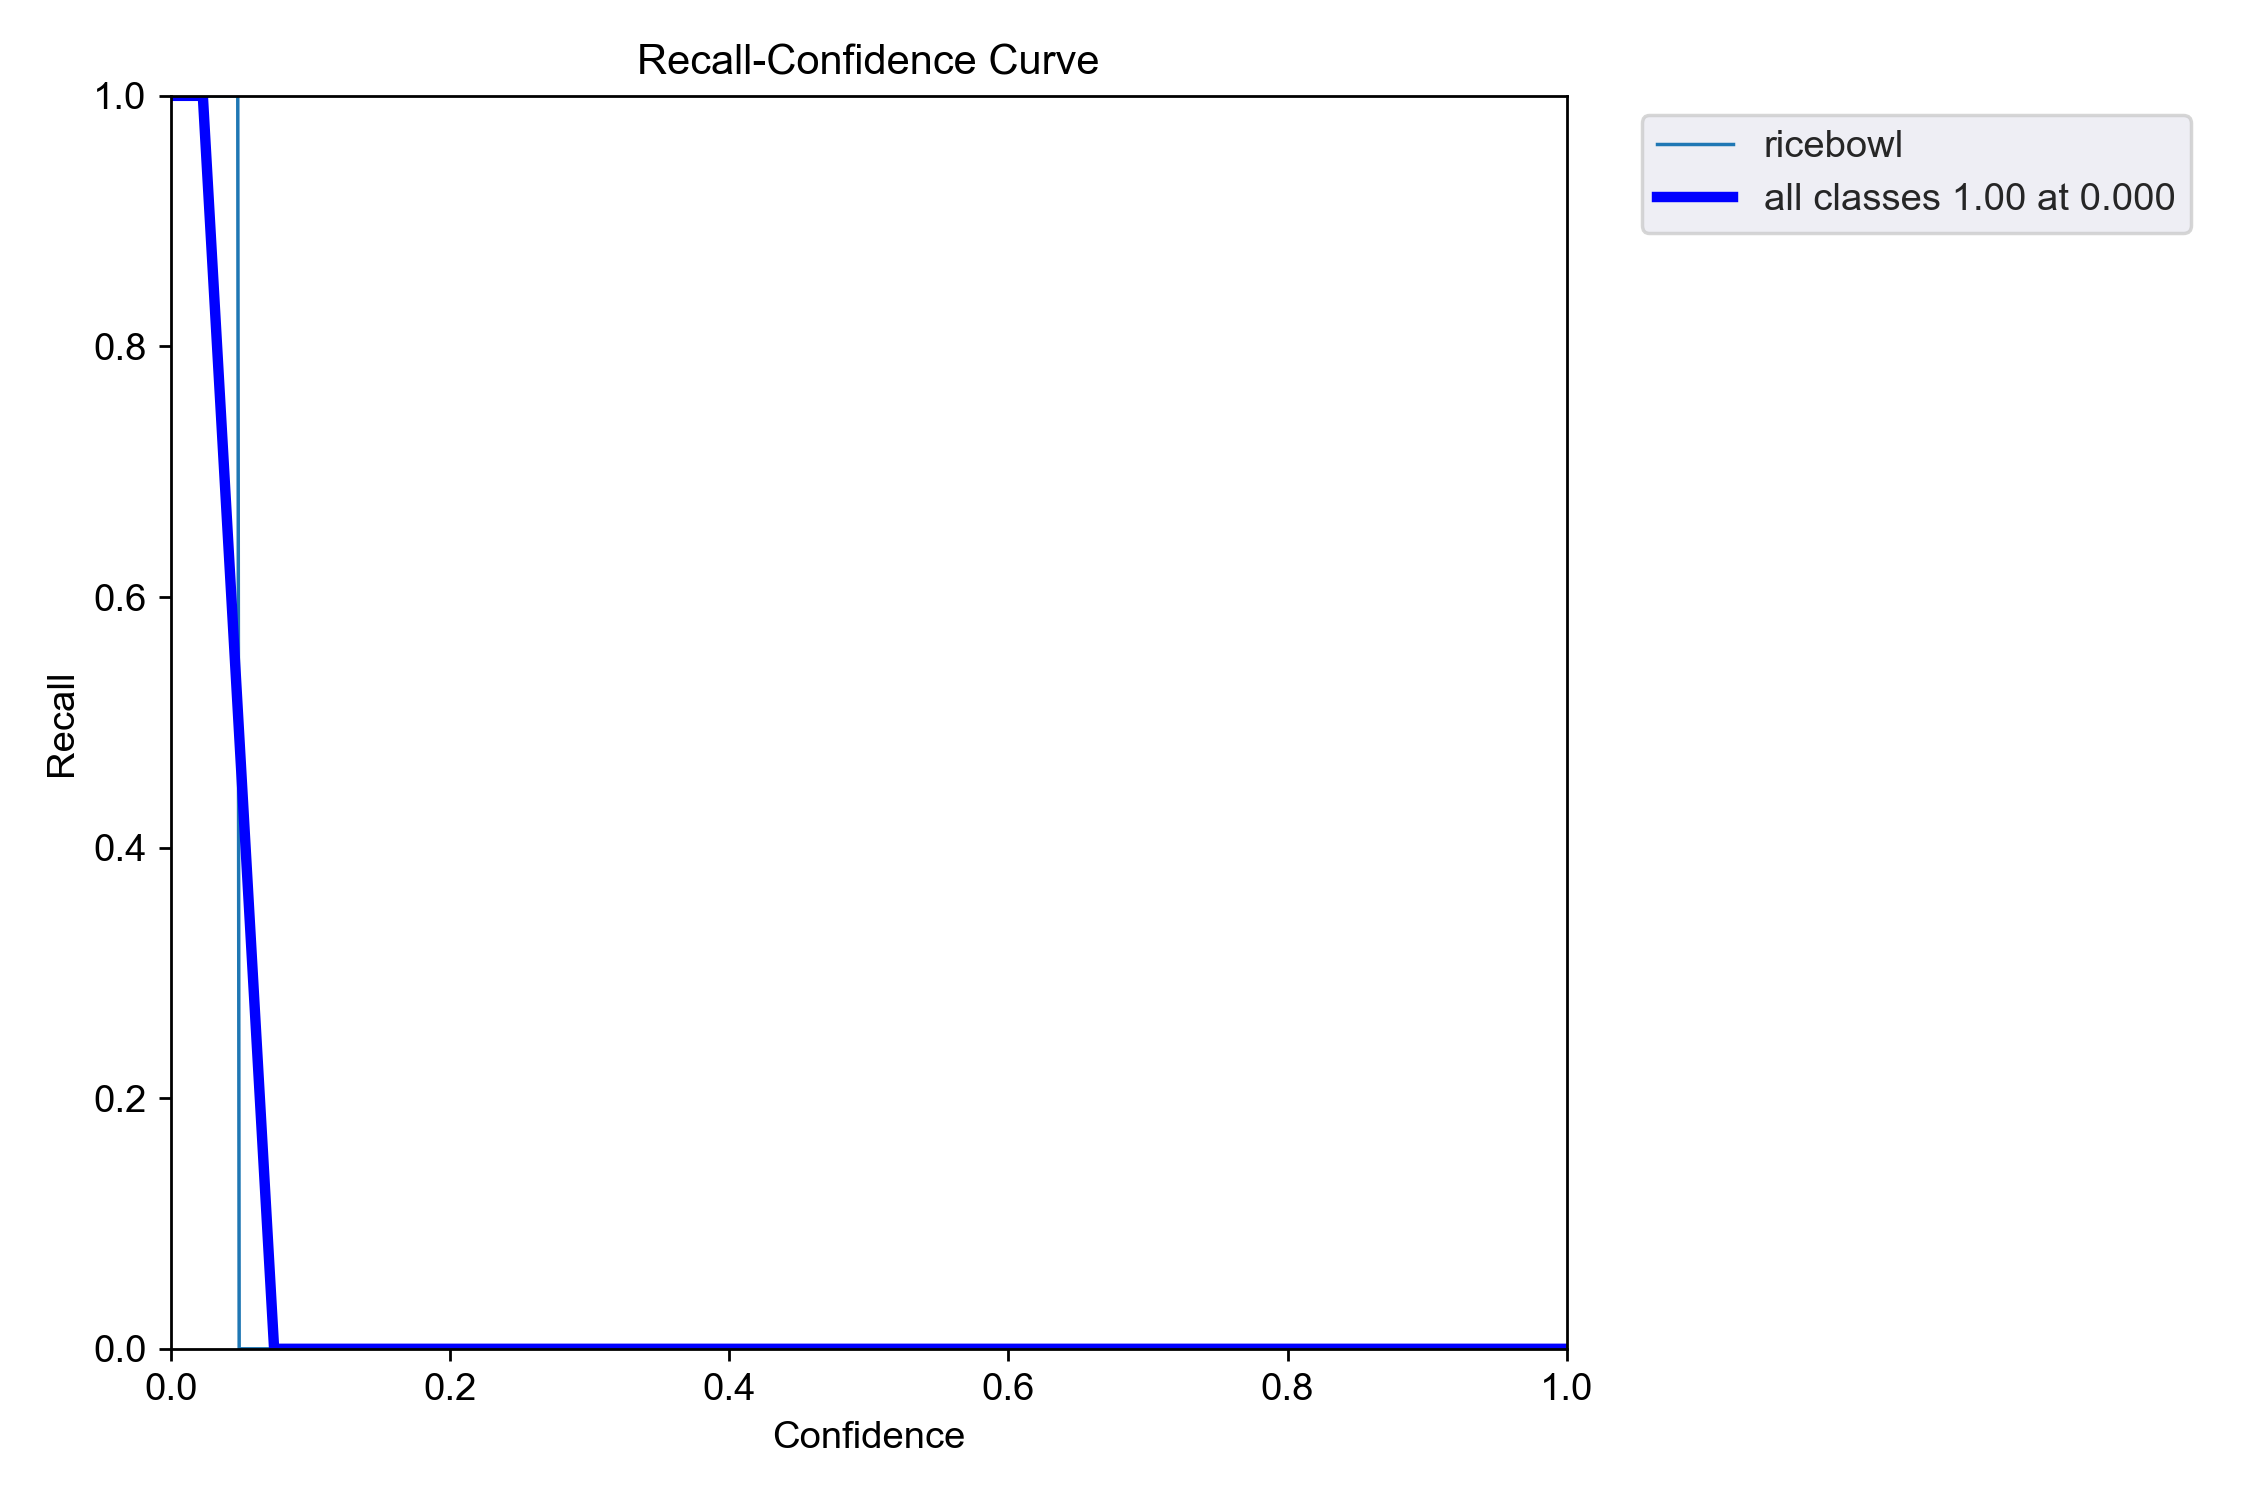 Recall-Confidence Curve
1.0
0.8
0.6
0.4
0.2
0.0
Recall
0.0 0.2 0.4 0.6 0.8 1.0
Confidence
ricebowl
all classes 1.00 at 0.000